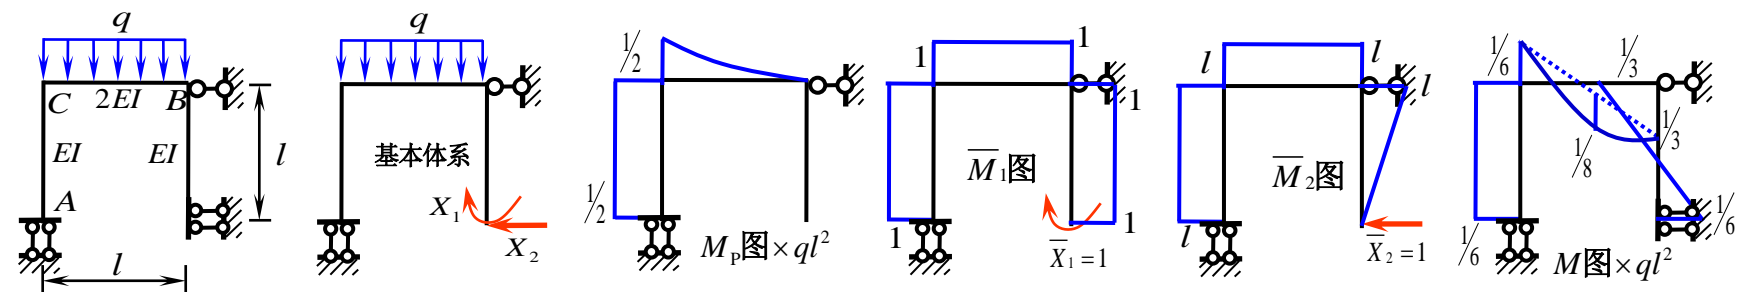 q
C 2EI B
EI EI l
A
l
q
基本体系
X₁
X₂
1/2
1/2
M_P图×ql²
1 1
1
M̅₁图
1 1
X̅₁=1
l l
l
M̅₂图
l
X̅₂=1
1/6 1/3
1/3
1/8
1/6 1/6
M图×ql²